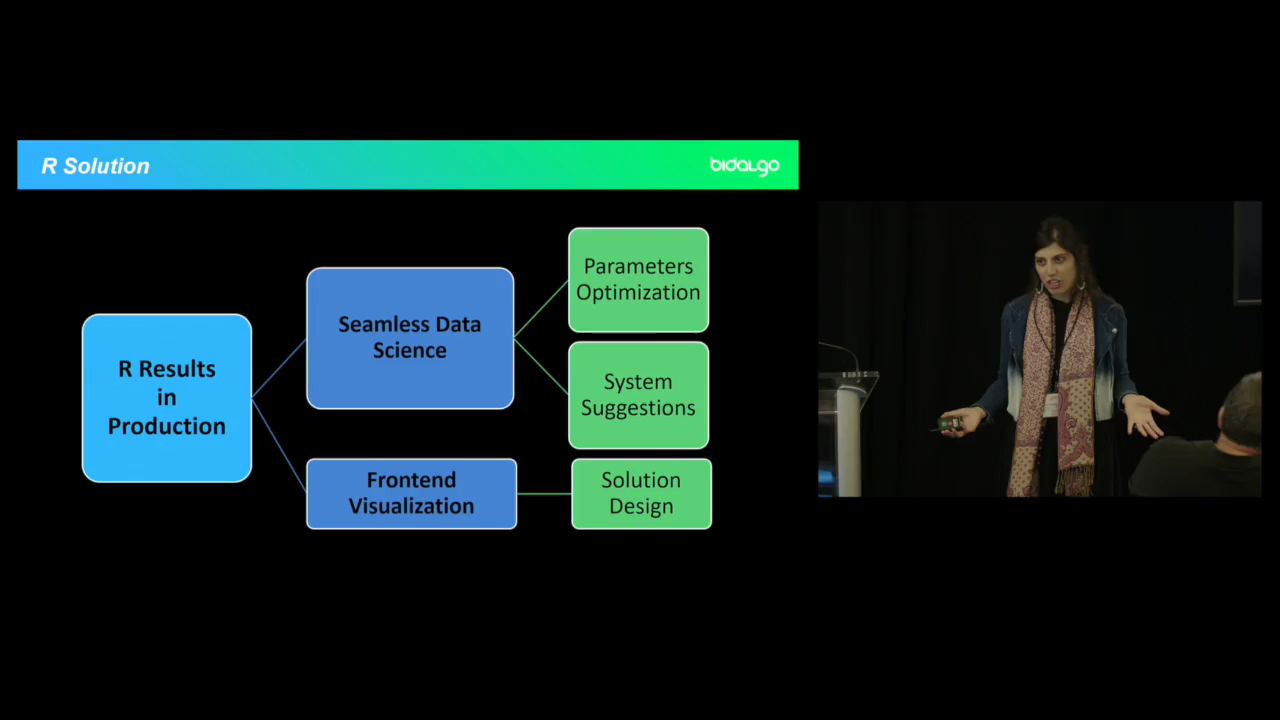 R Solution
bidalgo
R Results
in
Production
Seamless Data
Science
Frontend
Visualization
Parameters
Optimization
System
Suggestions
Solution
Design